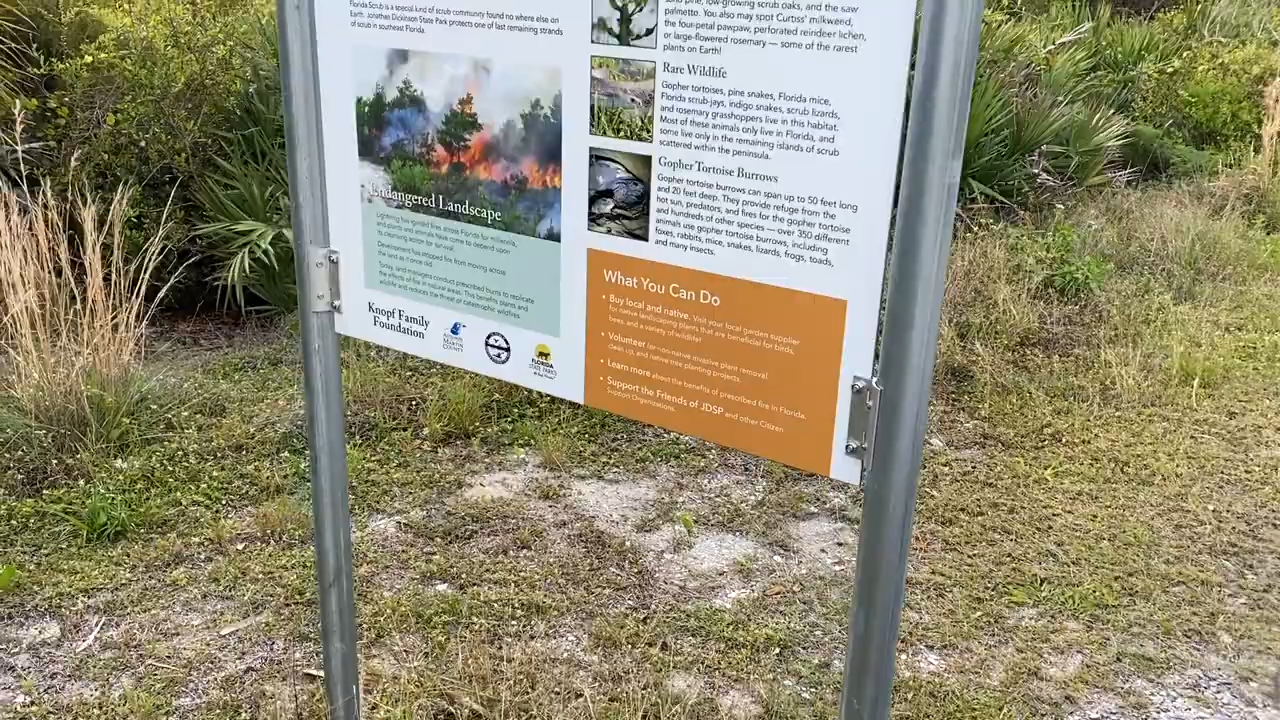 Florida Scrub is a special kind of scrub community found no where else on
Earth. Jonathan Dickinson State Park protects one of last remaining strands
of scrub in southeast Florida.
Endangered Landscape
Lightning has ignited fires across Florida for millennia,
and plants and animals have come to depend upon
its cleansing action for survival.
Development has stopped fire from moving across
the land as it once did.
Today, land managers conduct prescribed burns to replicate
the effects of fire in natural areas. This benefits plants and
wildlife and reduces the threat of catastrophic wildfires.
Knopf Family
Foundation
MARTIN
COUNTY
FLORIDA
STATE PARKS
sand pine, low-growing scrub oaks, and the saw
palmetto. You also may spot Curtiss' milkweed,
the four-petal pawpaw, perforated reindeer lichen,
or large-flowered rosemary — some of the rarest
plants on Earth!
Rare Wildlife
Gopher tortoises, pine snakes, Florida mice,
Florida scrub-jays, indigo snakes, scrub lizards,
and rosemary grasshoppers live in this habitat.
Most of these animals only live in Florida, and
some live only in the remaining islands of scrub
scattered within the peninsula.
Gopher Tortoise Burrows
Gopher tortoise burrows can span up to 50 feet long
and 20 feet deep. They provide refuge from the
hot sun, predators, and fires for the gopher tortoise
and hundreds of other species — over 350 different
animals use gopher tortoise burrows, including
foxes, rabbits, mice, snakes, lizards, frogs, toads,
and many insects.
What You Can Do
• Buy local and native. Visit your local garden supplier
for native landscaping plants that are beneficial for birds,
bees, and a variety of wildlife!
• Volunteer for non-native invasive plant removal,
clean up, and native tree planting projects.
• Learn more about the benefits of prescribed fire in Florida.
• Support the Friends of JDSP and other Citizen
Support Organizations.